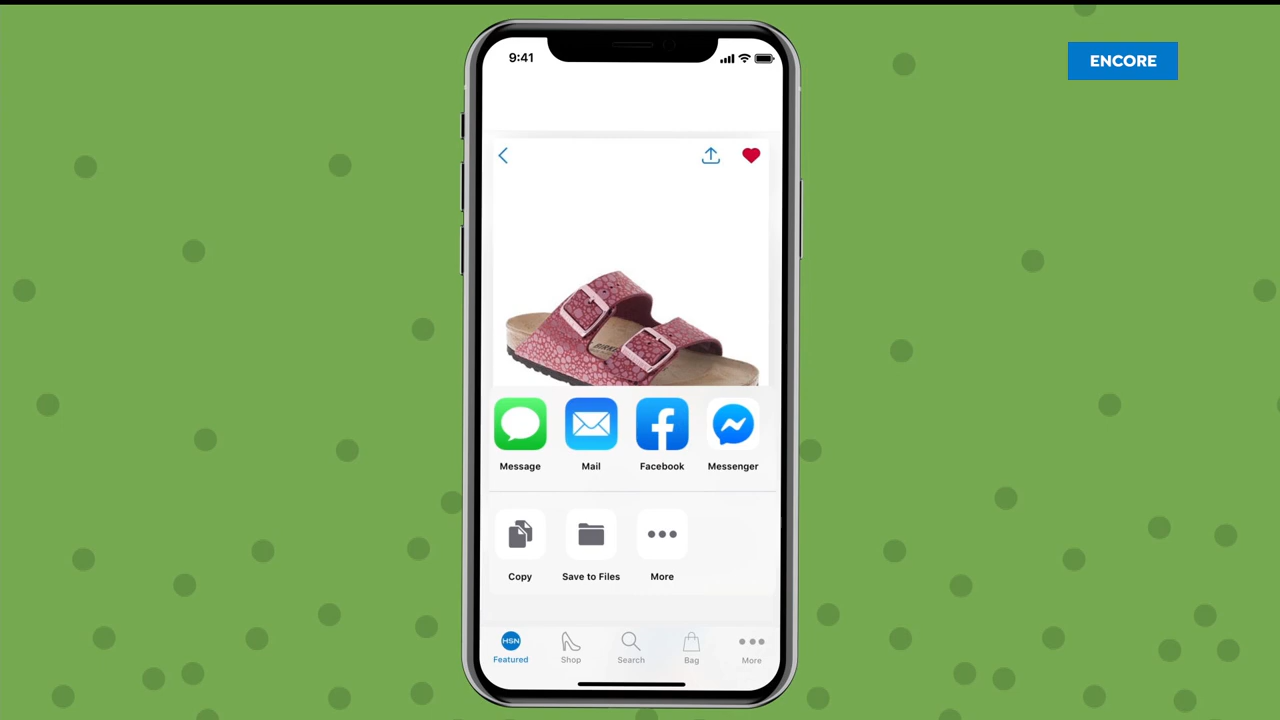 ENCORE
9:41
Message Mail Facebook Messenger
Copy Save to Files More
HSN
Featured Shop Search Bag More